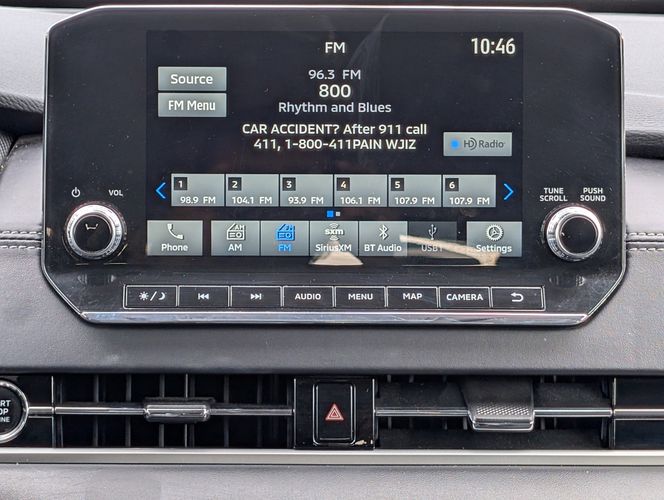 FM
10:46
Source
96.3 FM
800
FM Menu
Rhythm and Blues
CAR ACCIDENT? After 911 call
411, 1-800-411PAIN WJIZ
HD Radio
1 2 3 4 5 6
98.9 FM 104.1 FM 93.9 FM 106.1 FM 107.9 FM 107.9 FM
VOL
TUNE SCROLL
PUSH SOUND
sxm
Phone AM FM SiriusXM BT Audio USB1 Settings
AUDIO MENU MAP CAMERA